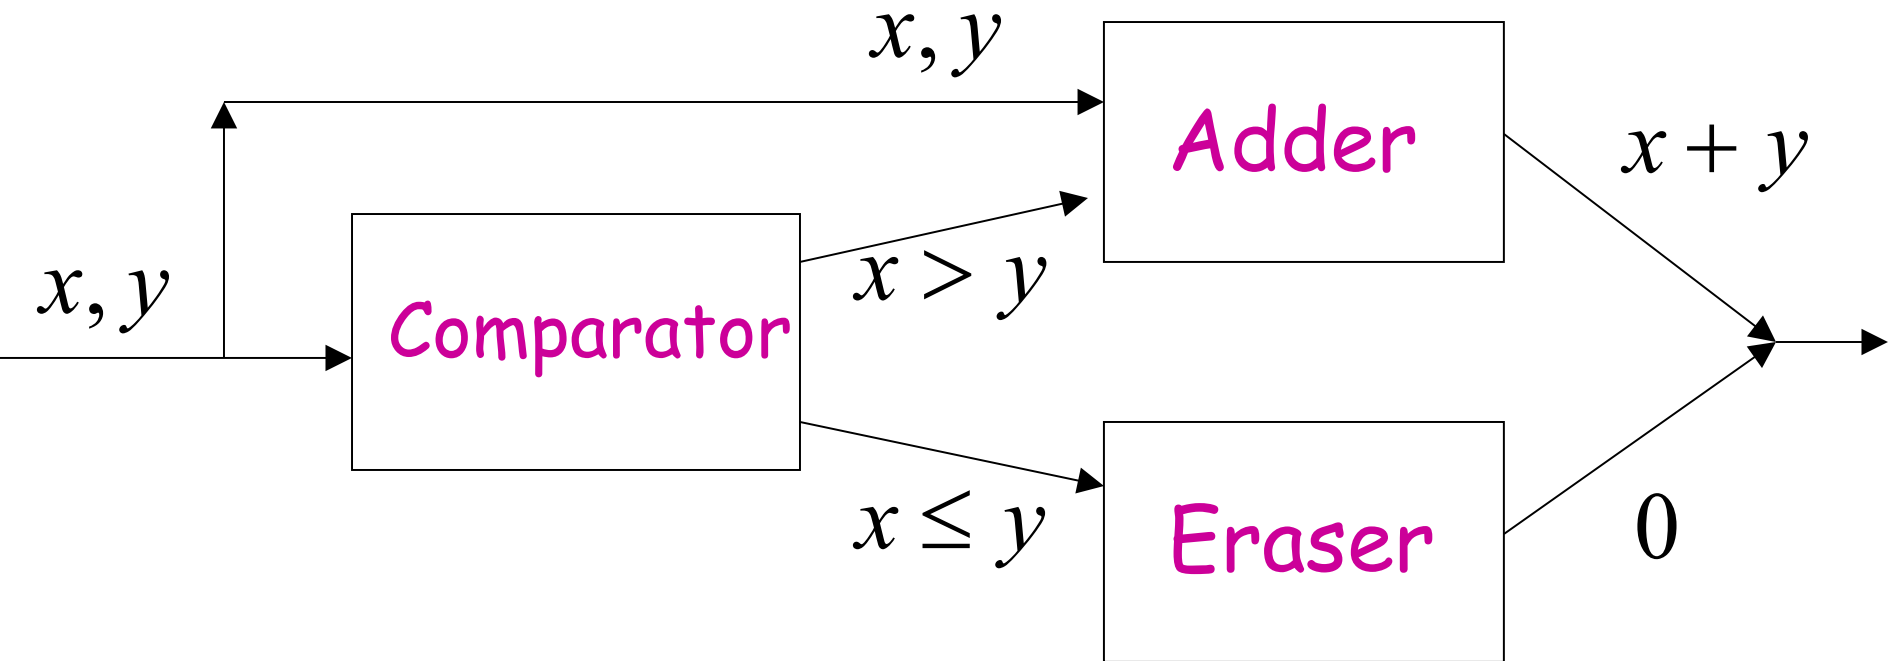 x, y
Adder
x + y
x, y
x > y
Comparator
x ≤ y
Eraser
0